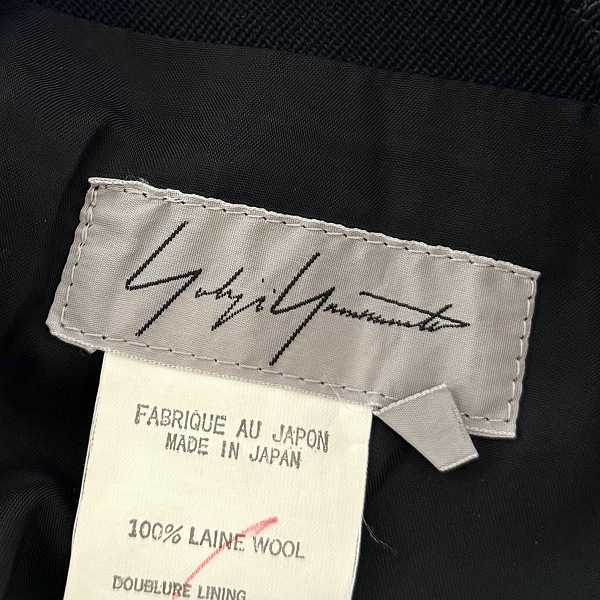 Yohji Yamamoto
FABRIQUE AU JAPON
MADE IN JAPAN
100% LAINE WOOL
DOUBLURE LINING